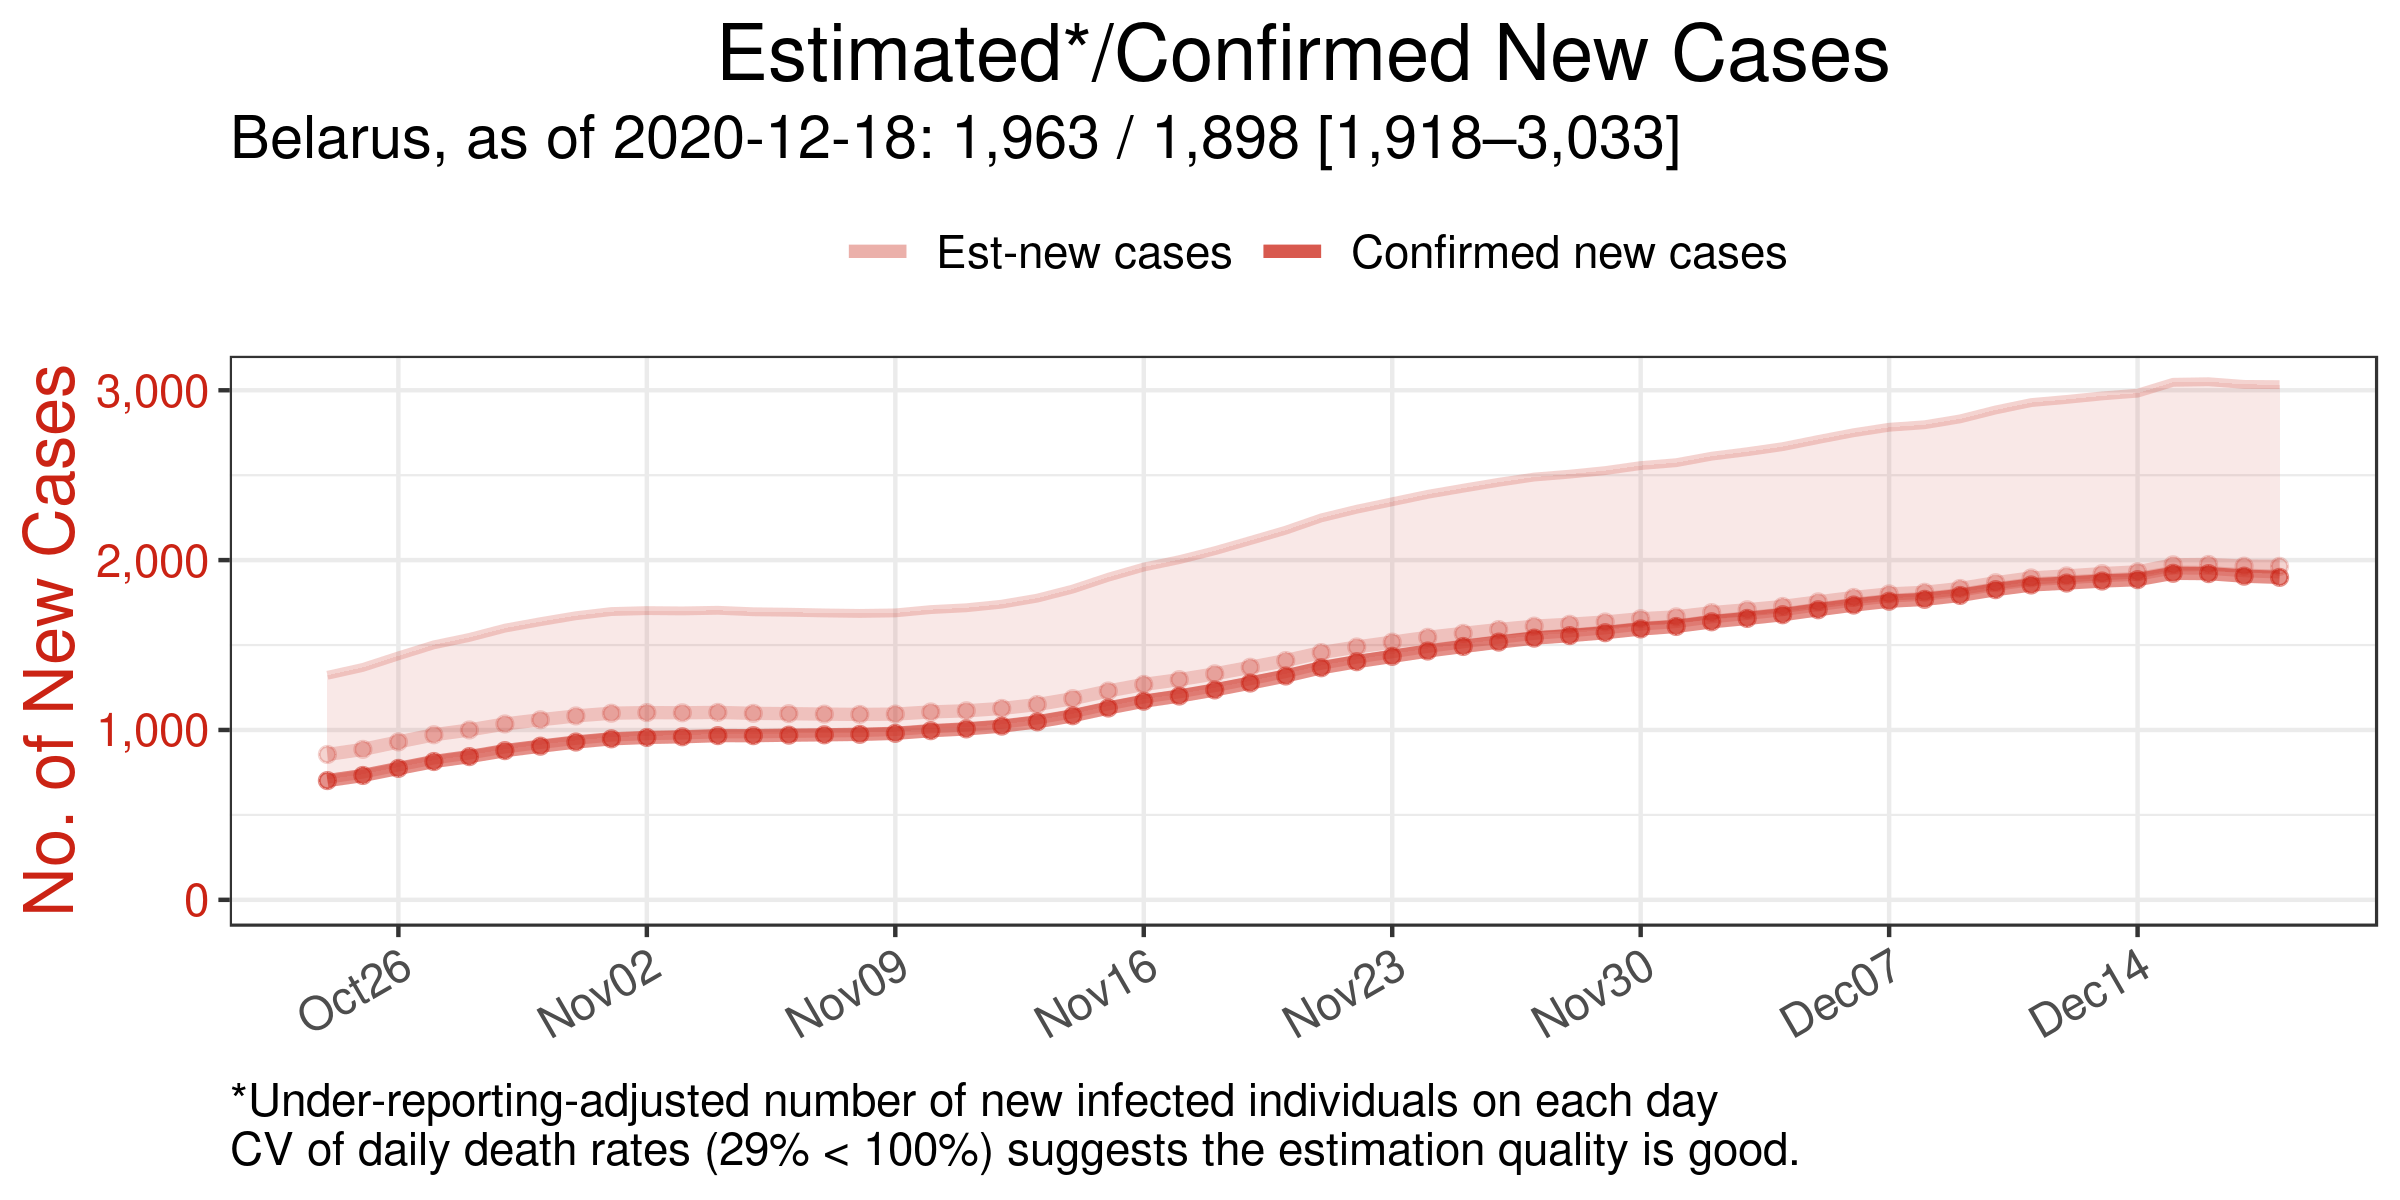 Estimated*/Confirmed New Cases
Belarus, as of 2020-12-18: 1,963 / 1,898 [1,918–3,033]
Est-new cases
Confirmed new cases
No. of New Cases
3,000
2,000
1,000
0
Oct26
Nov02
Nov09
Nov16
Nov23
Nov30
Dec07
Dec14
*Under-reporting-adjusted number of new infected individuals on each day
CV of daily death rates (29% < 100%) suggests the estimation quality is good.